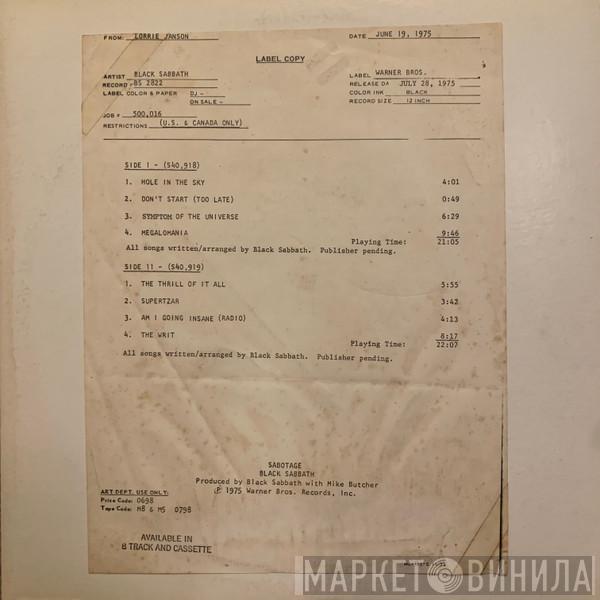 FROM: LORRIE JANSON
DATE JUNE 19, 1975
LABEL COPY
ARTIST BLACK SABBATH
LABEL WARNER BROS.
RECORD BS 2822
RELEASE DA JULY 28, 1975
LABEL COLOR & PAPER DJ -
COLOR INK BLACK
ON SALE -
RECORD SIZE 12 INCH
JOB # 500,016
RESTRICTIONS (U.S. & CANADA ONLY)
SIDE I - (S40,918)
1. HOLE IN THE SKY 4:01
2. DON'T START (TOO LATE) 0:49
3. SYMPTOM OF THE UNIVERSE 6:29
4. MEGALOMANIA 9:46
Playing Time: 21:05
All songs written/arranged by Black Sabbath. Publisher pending.
SIDE 11 - (S40,919)
1. THE THRILL OF IT ALL 5:55
2. SUPERTZAR 3:42
3. AM I GOING INSANE (RADIO) 4:13
4. THE WRIT 8:17
Playing Time: 22:07
All songs written/arranged by Black Sabbath. Publisher pending.
SABOTAGE
BLACK SABBATH
Produced by Black Sabbath with Mike Butcher
℗ 1975 Warner Bros. Records, Inc.
ART DEPT. USE ONLY:
Price Code: 0698
Tape Code: M8 & M5 0798
AVAILABLE IN
8 TRACK AND CASSETTE
МАРКЕТ ВИНИЛА